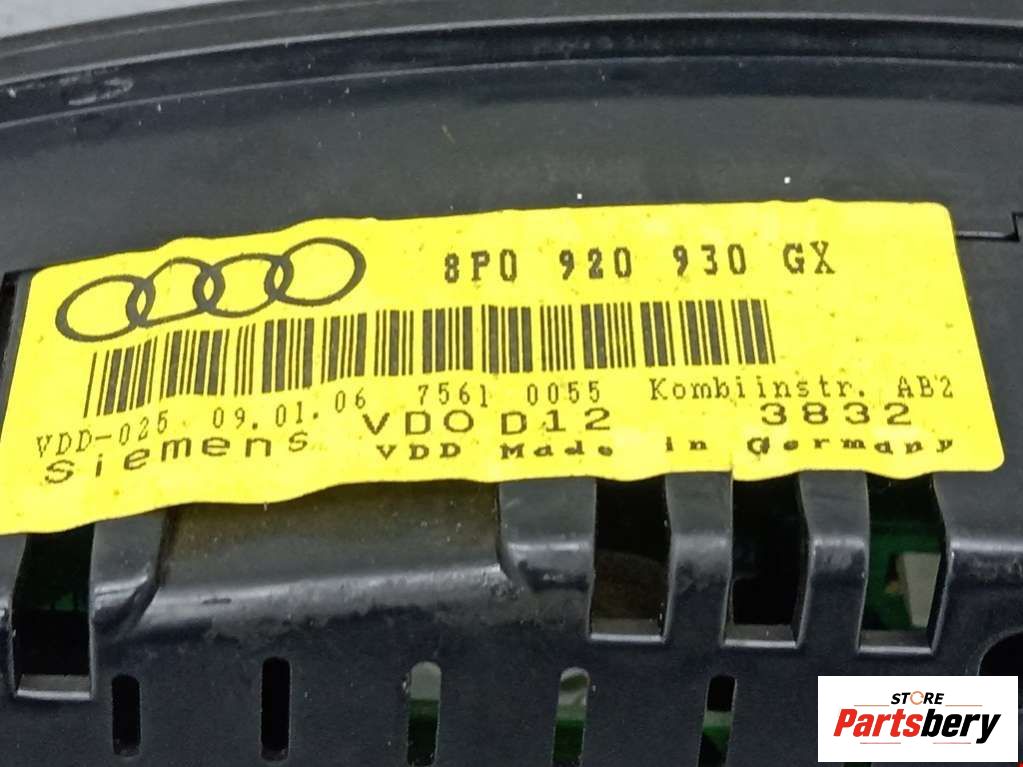 8P0 920 930 GX
VDD-025 09.01.06 7561 0055 Kombiinstr. AB2
Siemens VDO D12 3832
VDD Made in Germany
STORE
Partsbery